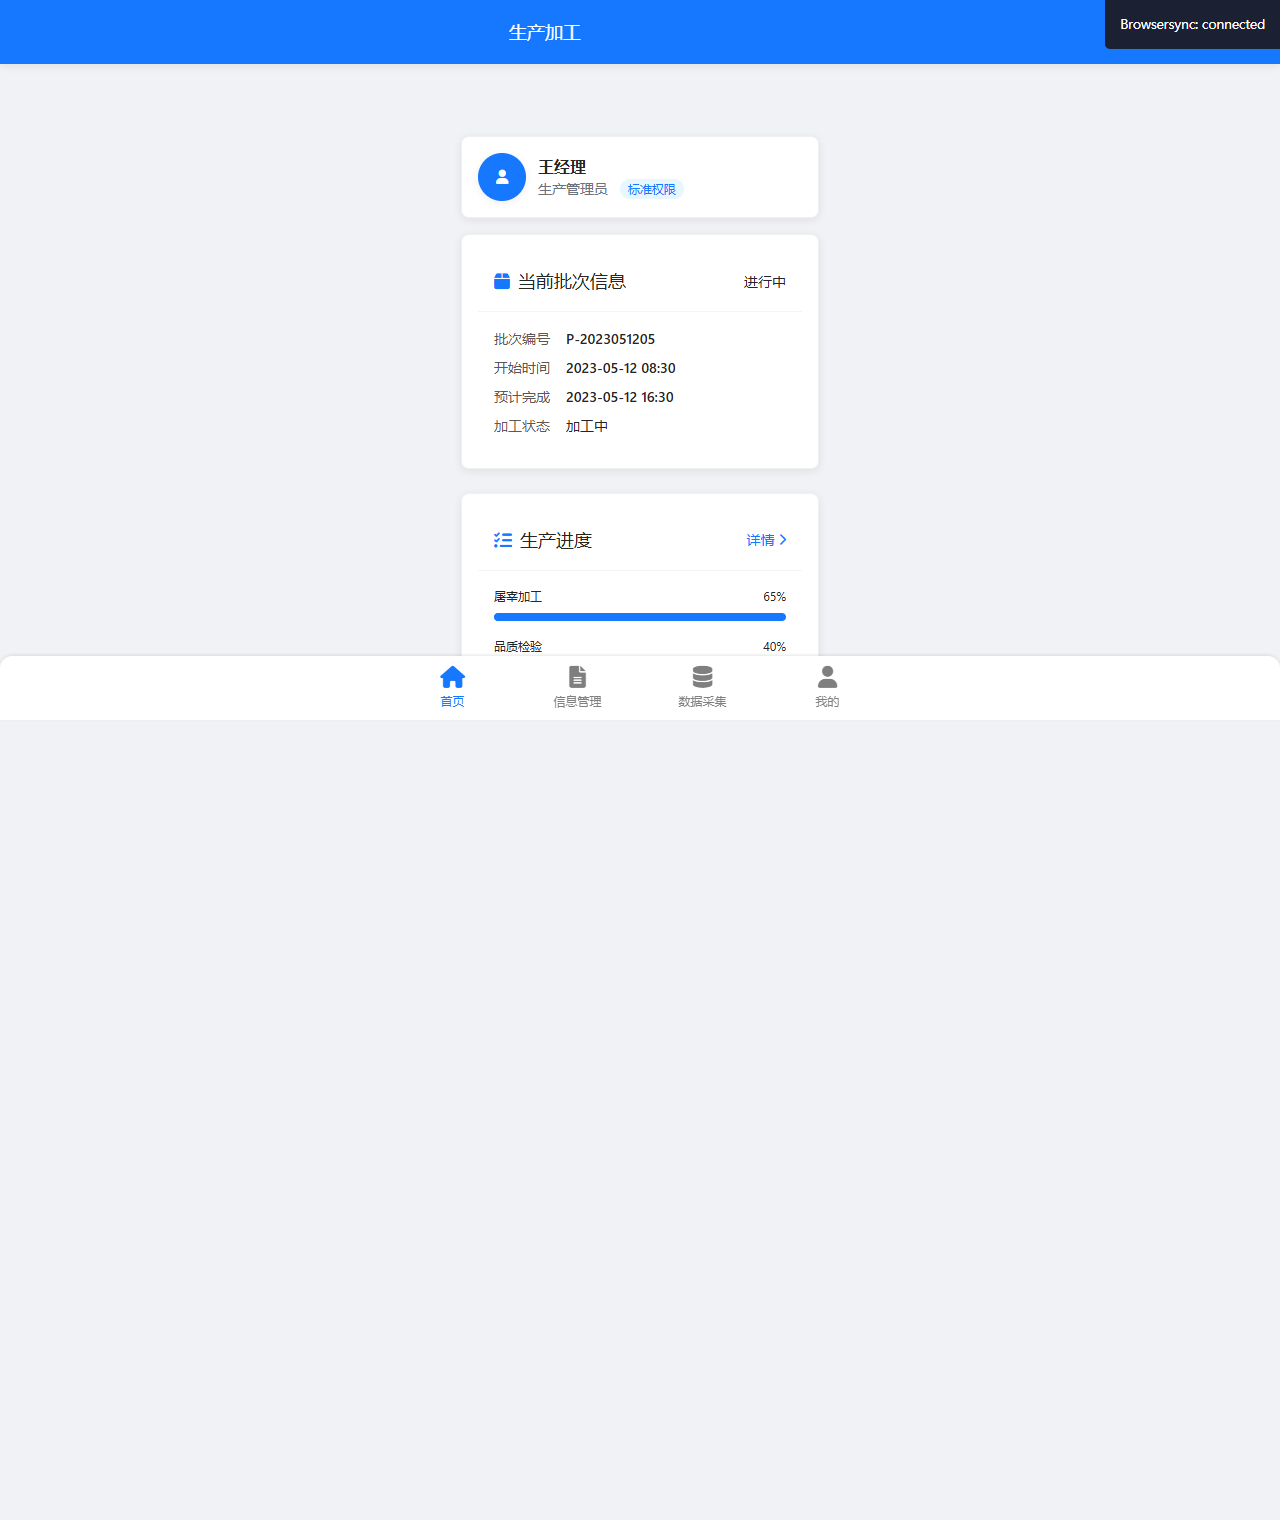 生产加工
Browsersync: connected
王经理
生产管理员 标准权限
当前批次信息 进行中
批次编号 P-2023051205
开始时间 2023-05-12 08:30
预计完成 2023-05-12 16:30
加工状态 加工中
生产进度 详情
屠宰加工 65%
品质检验 40%
首页 信息管理 数据采集 我的